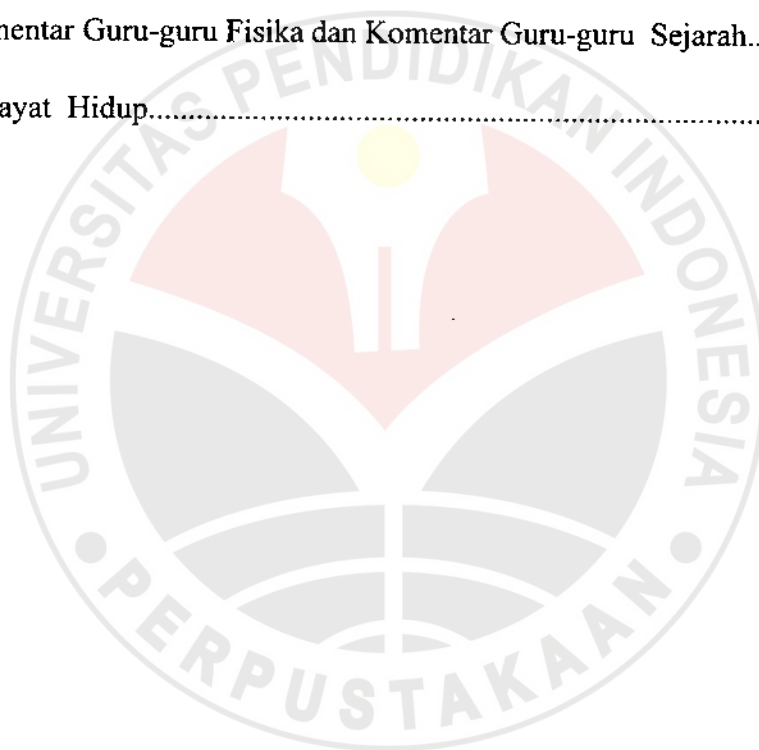 mentar Guru-guru Fisika dan Komentar Guru-guru Sejarah..
ayat Hidup..............................................................................
UNIVERSITAS PENDIDIKAN INDONESIA
PERPUSTAKAAN